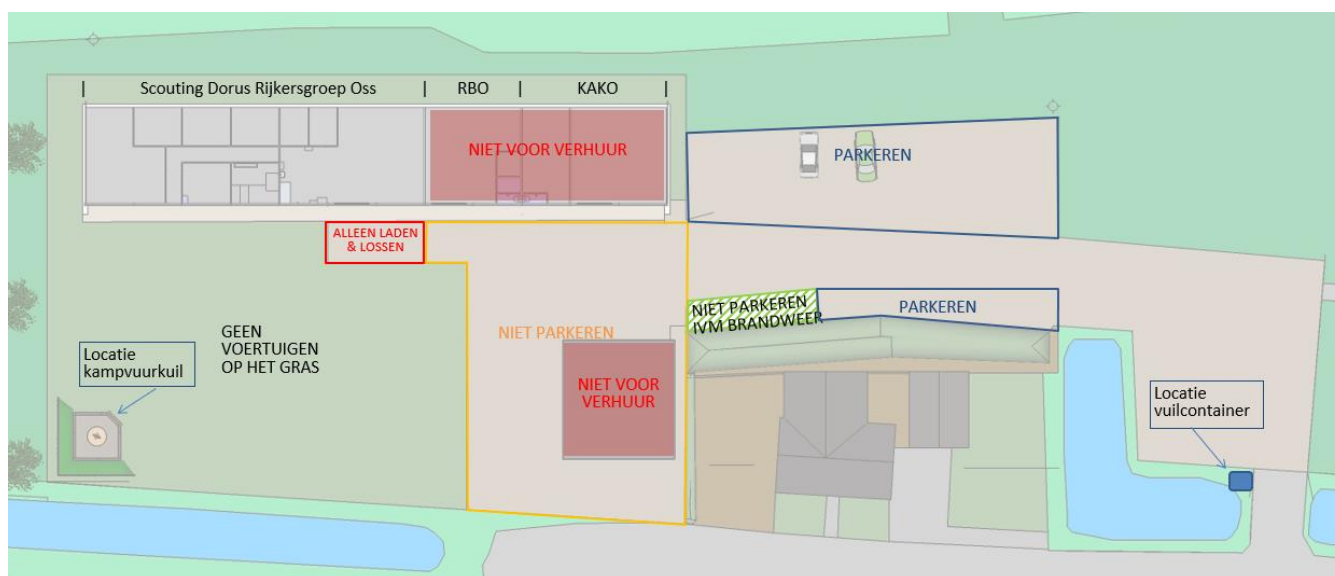 Scouting Dorus Rijkersgroep Oss
RBO
KAKO
NIET VOOR VERHUUR
PARKEREN
ALLEEN LADEN
& LOSSEN
NIET PARKEREN
IVM BRANDWEER
PARKEREN
NIET PARKEREN
GEEN
VOERTUIGEN
OP HET GRAS
Locatie
kampvuurkuil
NIET VOOR
VERHUUR
Locatie
vuilcontainer